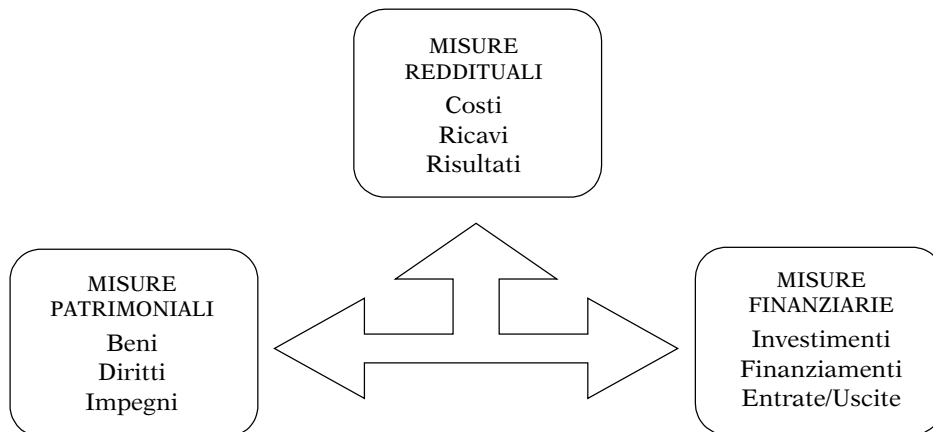 MISURE
REDDITUALI
Costi
Ricavi
Risultati
MISURE
PATRIMONIALI
Beni
Diritti
Impegni
MISURE
FINANZIARIE
Investimenti
Finanziamenti
Entrate/Uscite